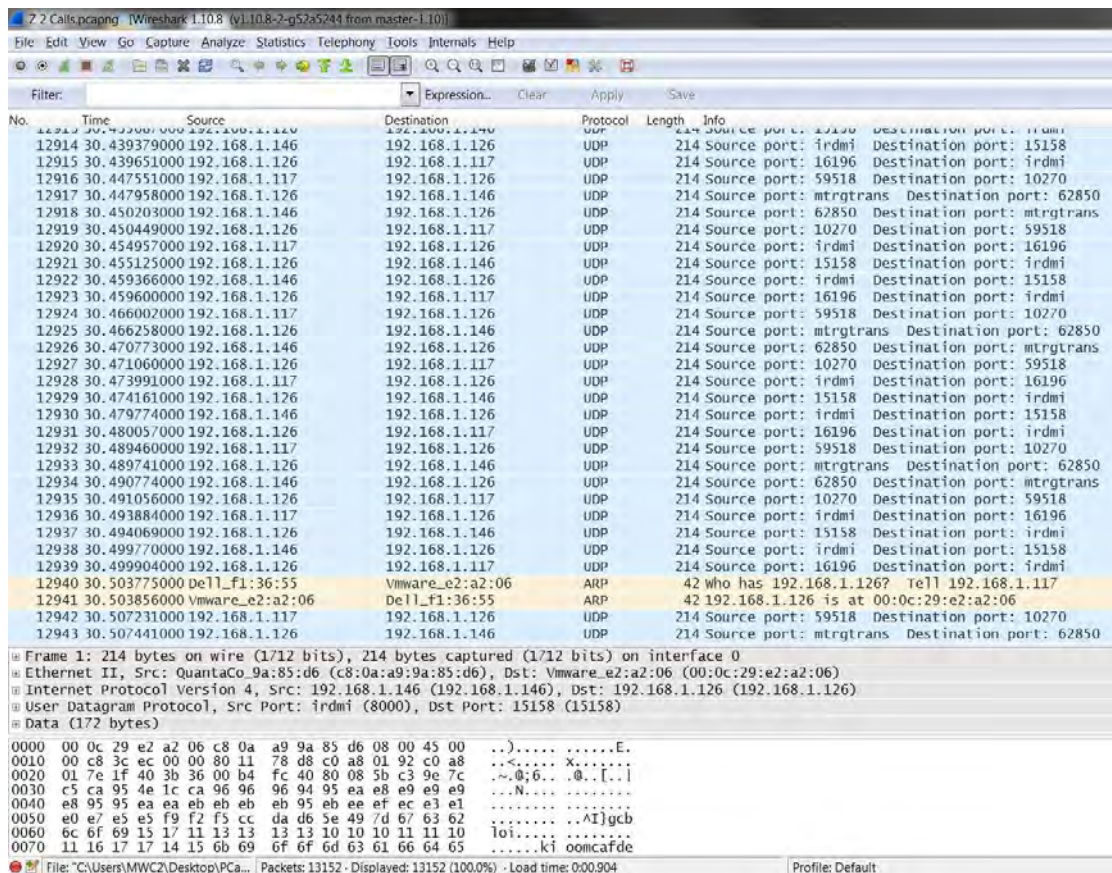 Z 2 Calls.pcapng [Wireshark 1.10.8 (v1.10.8-2-g52a5244 from master-1.10)]
File Edit View Go Capture Analyze Statistics Telephony Tools Internals Help
Filter: Expression... Clear Apply Save
No. Time Source Destination Protocol Length Info
12914 30.439379000 192.168.1.146 192.168.1.126 UDP 214 Source port: irdmi Destination port: 15158
12915 30.439651000 192.168.1.126 192.168.1.117 UDP 214 Source port: 16196 Destination port: irdmi
12916 30.447551000 192.168.1.117 192.168.1.126 UDP 214 Source port: 59518 Destination port: 10270
12917 30.447958000 192.168.1.126 192.168.1.146 UDP 214 Source port: mtrgtrans Destination port: 62850
12918 30.450203000 192.168.1.146 192.168.1.126 UDP 214 Source port: 62850 Destination port: mtrgtrans
12919 30.450449000 192.168.1.126 192.168.1.117 UDP 214 Source port: 10270 Destination port: 59518
12920 30.454957000 192.168.1.117 192.168.1.126 UDP 214 Source port: irdmi Destination port: 16196
12921 30.455125000 192.168.1.126 192.168.1.146 UDP 214 Source port: 15158 Destination port: irdmi
12922 30.459366000 192.168.1.146 192.168.1.126 UDP 214 Source port: irdmi Destination port: 15158
12923 30.459600000 192.168.1.126 192.168.1.117 UDP 214 Source port: 16196 Destination port: irdmi
12924 30.466002000 192.168.1.117 192.168.1.126 UDP 214 Source port: 59518 Destination port: 10270
12925 30.466258000 192.168.1.126 192.168.1.146 UDP 214 Source port: mtrgtrans Destination port: 62850
12926 30.470773000 192.168.1.146 192.168.1.126 UDP 214 Source port: 62850 Destination port: mtrgtrans
12927 30.471060000 192.168.1.126 192.168.1.117 UDP 214 Source port: 10270 Destination port: 59518
12928 30.473991000 192.168.1.117 192.168.1.126 UDP 214 Source port: irdmi Destination port: 16196
12929 30.474161000 192.168.1.126 192.168.1.146 UDP 214 Source port: 15158 Destination port: irdmi
12930 30.479774000 192.168.1.146 192.168.1.126 UDP 214 Source port: irdmi Destination port: 15158
12931 30.480057000 192.168.1.126 192.168.1.117 UDP 214 Source port: 16196 Destination port: irdmi
12932 30.489460000 192.168.1.117 192.168.1.126 UDP 214 Source port: 59518 Destination port: 10270
12933 30.489741000 192.168.1.126 192.168.1.146 UDP 214 Source port: mtrgtrans Destination port: 62850
12934 30.490774000 192.168.1.146 192.168.1.126 UDP 214 Source port: 62850 Destination port: mtrgtrans
12935 30.491056000 192.168.1.126 192.168.1.117 UDP 214 Source port: 10270 Destination port: 59518
12936 30.493884000 192.168.1.117 192.168.1.126 UDP 214 Source port: irdmi Destination port: 16196
12937 30.494069000 192.168.1.126 192.168.1.146 UDP 214 Source port: 15158 Destination port: irdmi
12938 30.499770000 192.168.1.146 192.168.1.126 UDP 214 Source port: irdmi Destination port: 15158
12939 30.499904000 192.168.1.126 192.168.1.117 UDP 214 Source port: 16196 Destination port: irdmi
12940 30.503775000 Dell_f1:36:55 Vmware_e2:a2:06 ARP 42 Who has 192.168.1.126? Tell 192.168.1.117
12941 30.503856000 Vmware_e2:a2:06 Dell_f1:36:55 ARP 42 192.168.1.126 is at 00:0c:29:e2:a2:06
12942 30.507231000 192.168.1.117 192.168.1.126 UDP 214 Source port: 59518 Destination port: 10270
12943 30.507441000 192.168.1.126 192.168.1.146 UDP 214 Source port: mtrgtrans Destination port: 62850
Frame 1: 214 bytes on wire (1712 bits), 214 bytes captured (1712 bits) on interface 0
Ethernet II, Src: QuantaCo_9a:85:d6 (c8:0a:a9:9a:85:d6), Dst: Vmware_e2:a2:06 (00:0c:29:e2:a2:06)
Internet Protocol Version 4, Src: 192.168.1.146 (192.168.1.146), Dst: 192.168.1.126 (192.168.1.126)
User Datagram Protocol, Src Port: irdmi (8000), Dst Port: 15158 (15158)
Data (172 bytes)
0000 00 0c 29 e2 a2 06 c8 0a a9 9a 85 d6 08 00 45 00 ..)..... ......E.
0010 00 c8 3c ec 00 00 80 11 78 d8 c0 a8 01 92 c0 a8 ..<..... x.......
0020 01 7e 1f 40 3b 36 00 b4 fc 40 80 08 5b c3 9e 7c .~.@;6.. .@..[..|
0030 c5 ca 95 4e 1c ca 96 96 96 94 95 ea e8 e9 e9 e9 ...N.... ........
0040 e8 95 95 ea ea eb eb eb eb 95 eb ee ef ec e3 e1 ........ ........
0050 e0 e7 e5 e5 f9 f2 f5 cc da d6 5e 49 7d 67 63 62 ........ ..^I}gcb
0060 6c 6f 69 15 17 11 13 13 13 13 10 10 10 11 11 10 loi..... ........
0070 11 16 17 17 14 15 6b 69 6f 6f 6d 63 61 66 64 65 ......ki oomcafde
File: "C:\Users\MWC2\Desktop\PCa... Packets: 13152 · Displayed: 13152 (100.0%) · Load time: 0:00.904 Profile: Default